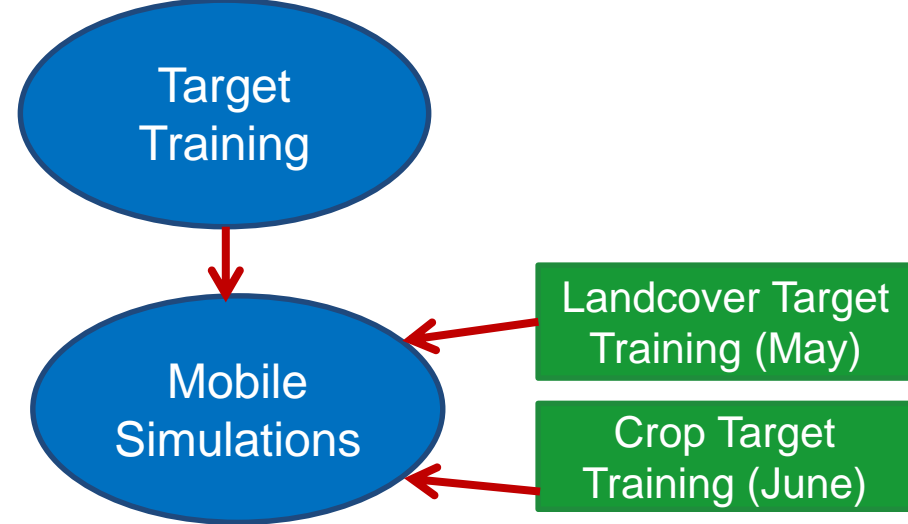 Target
Training
Landcover Target
Training (May)
Mobile
Simulations
Crop Target
Training (June)